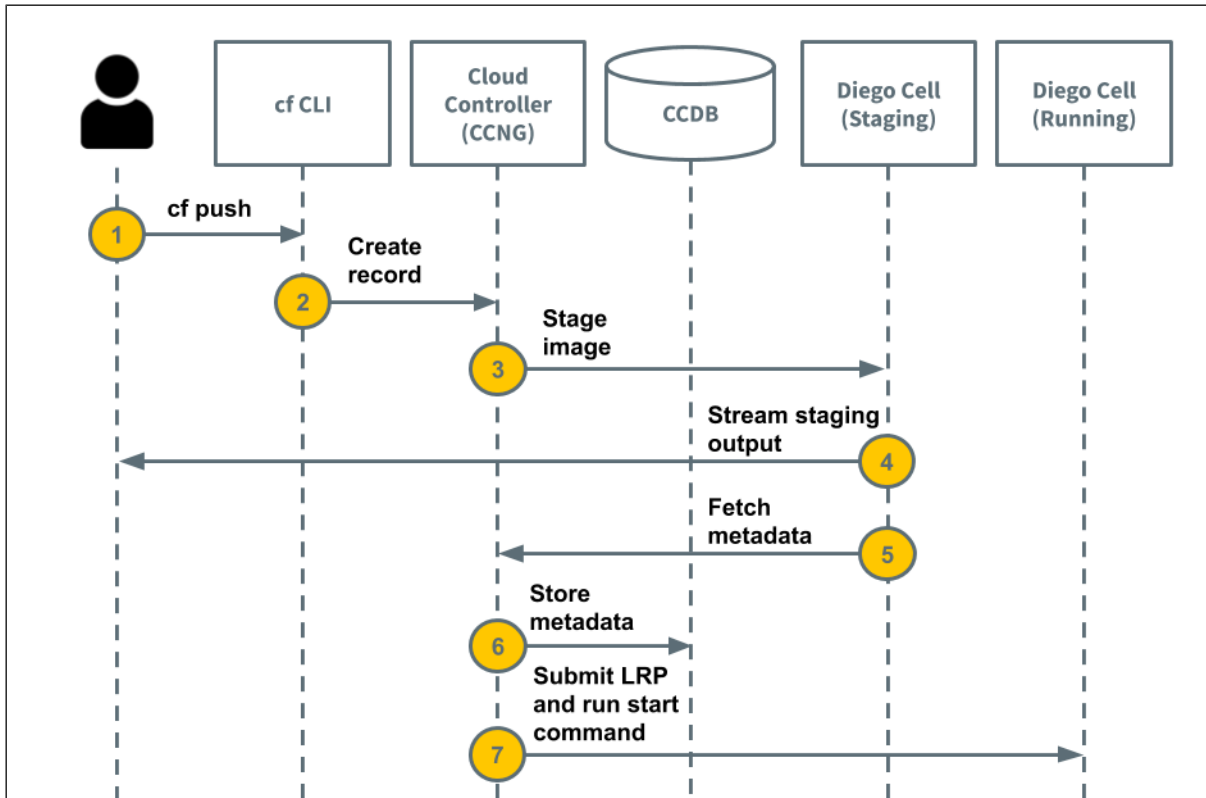 cf CLI
Cloud
Controller
(CCNG)
CCDB
Diego Cell
(Staging)
Diego Cell
(Running)
1
cf push
2
Create
record
3
Stage
image
Stream staging
output
4
Fetch
metadata
5
Store
metadata
6
Submit LRP
and run start
command
7